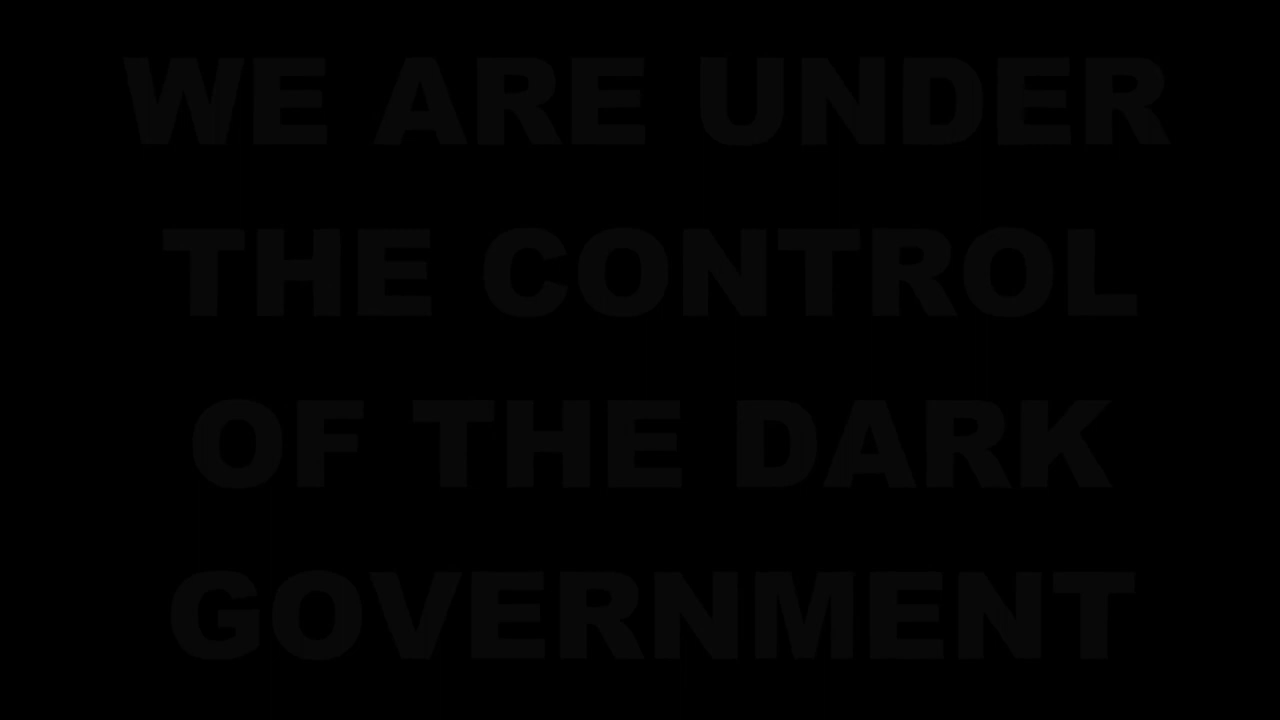 WE ARE UNDER
THE CONTROL
OF THE DARK
GOVERNMENT